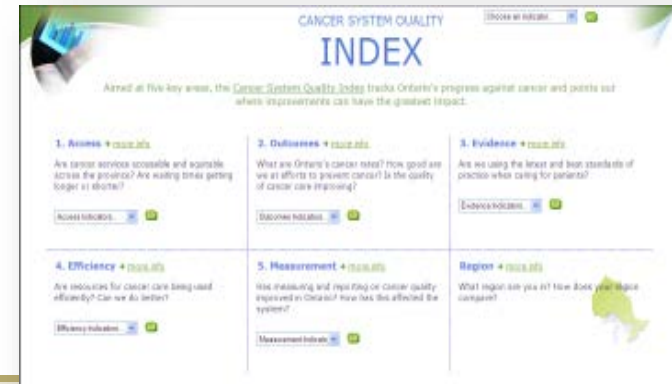 CANCER SYSTEM QUALITY
Choose an Indicator...
INDEX
Aimed at five key areas, the Cancer System Quality Index tracks Ontario's progress against cancer and points out
where improvements can have the greatest impact.
1. Access + more info
Are cancer services accessible and equitable
across the province? Are waiting times getting
longer or shorter?
Access Indicators...
2. Outcomes + more info
What are Ontario's cancer rates? How good are
we at efforts to prevent cancer? Is the quality
of cancer care improving?
Outcomes Indicators...
3. Evidence + more info
Are we using the latest and best standards of
practice when caring for patients?
Evidence Indicators...
4. Efficiency + more info
Are resources for cancer care being used
efficiently? Can we do better?
Efficiency Indicators...
5. Measurement + more info
Has measuring and reporting on cancer quality
improved in Ontario? How has this affected the
system?
Measurement Indicats
Region + more info
What region are you in? How does your region
compare?